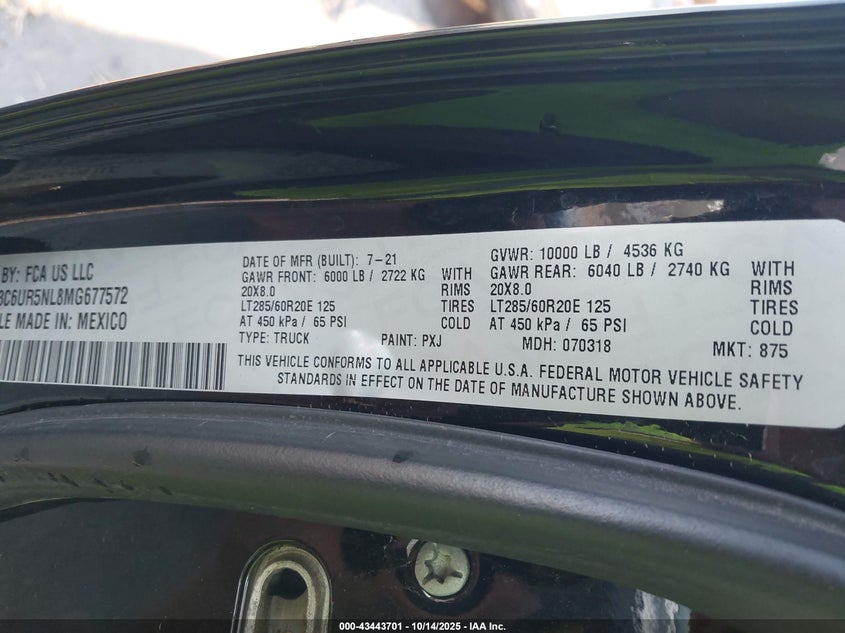 BY: FCA US LLC
3C6UR5NL8MG677572
LE MADE IN: MEXICO
DATE OF MFR (BUILT): 7-21
GAWR FRONT: 6000 LB / 2722 KG WITH
20X8.0 RIMS
LT285/60R20E 125 TIRES
AT 450 kPa / 65 PSI COLD
TYPE: TRUCK PAINT: PXJ
GVWR: 10000 LB / 4536 KG
GAWR REAR: 6040 LB / 2740 KG WITH
20X8.0 RIMS
LT285/60R20E 125 TIRES
AT 450 kPa / 65 PSI COLD
MDH: 070318 MKT: 875
THIS VEHICLE CONFORMS TO ALL APPLICABLE U.S.A. FEDERAL MOTOR VEHICLE SAFETY
STANDARDS IN EFFECT ON THE DATE OF MANUFACTURE SHOWN ABOVE.
000-43443701 - 10/14/2025 - IAA Inc.